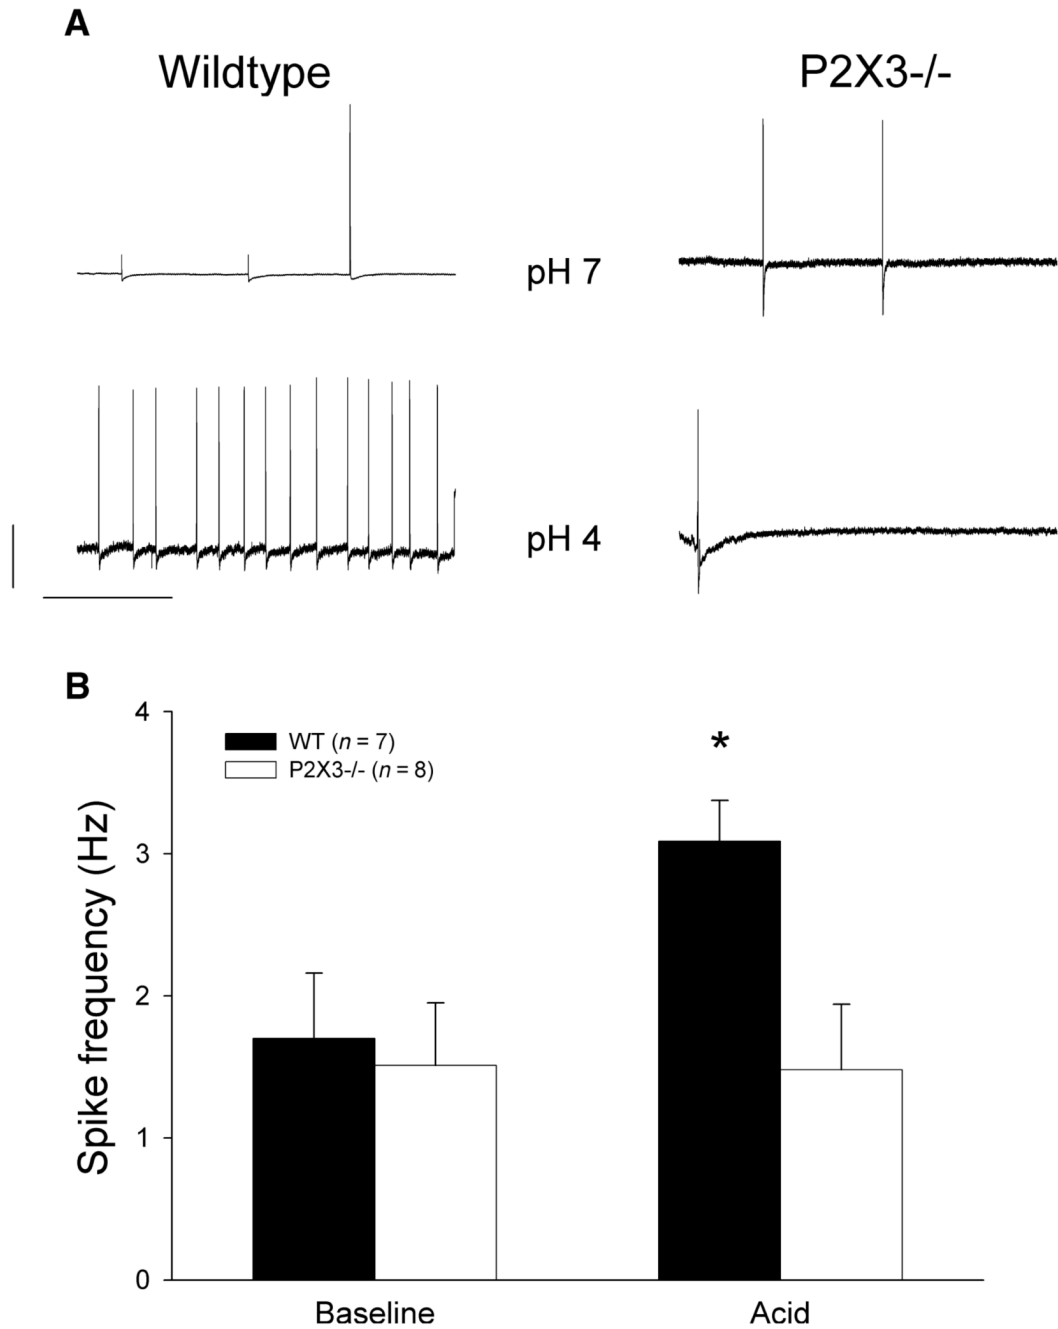 A
Wildtype
P2X3-/-
pH 7
pH 4
B
4
WT (n = 7)
P2X3-/- (n = 8)
*
3
2
1
0
Spike frequency (Hz)
Baseline
Acid